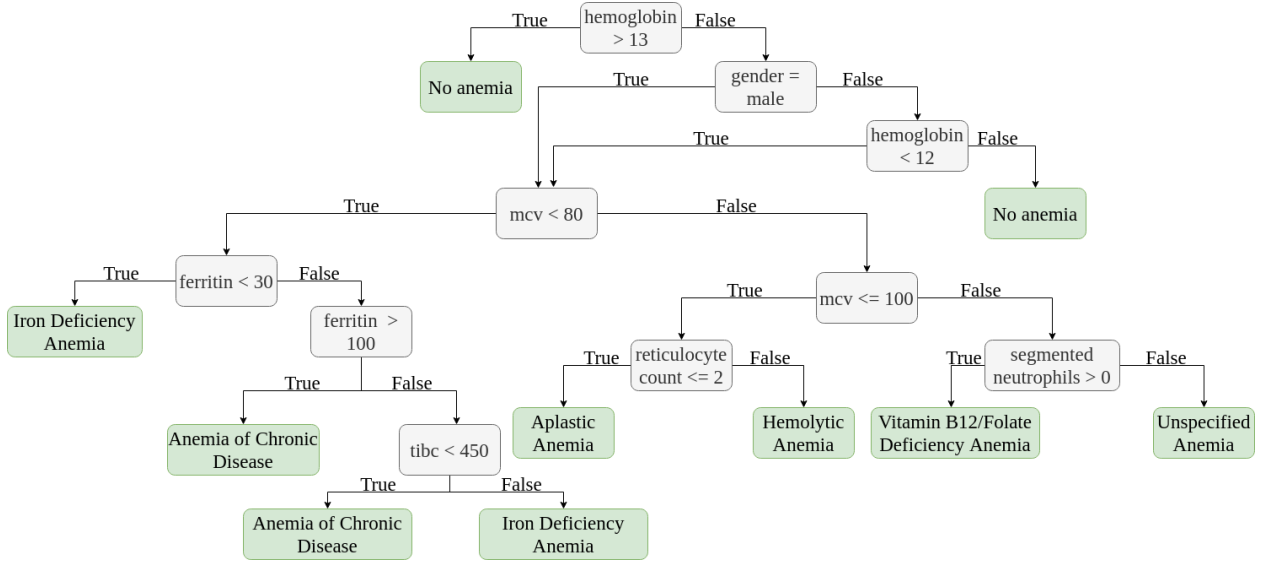 True
hemoglobin
> 13
False
No anemia
True
gender =
male
False
True
hemoglobin
< 12
False
No anemia
True
mcv < 80
False
True
ferritin < 30
False
Iron Deficiency
Anemia
ferritin >
100
True
mcv <= 100
False
True
reticulocyte
count <= 2
False
True
segmented
neutrophils > 0
False
True
False
Anemia of Chronic
Disease
tibc < 450
Aplastic
Anemia
Hemolytic
Anemia
Vitamin B12/Folate
Deficiency Anemia
Unspecified
Anemia
True
False
Anemia of Chronic
Disease
Iron Deficiency
Anemia